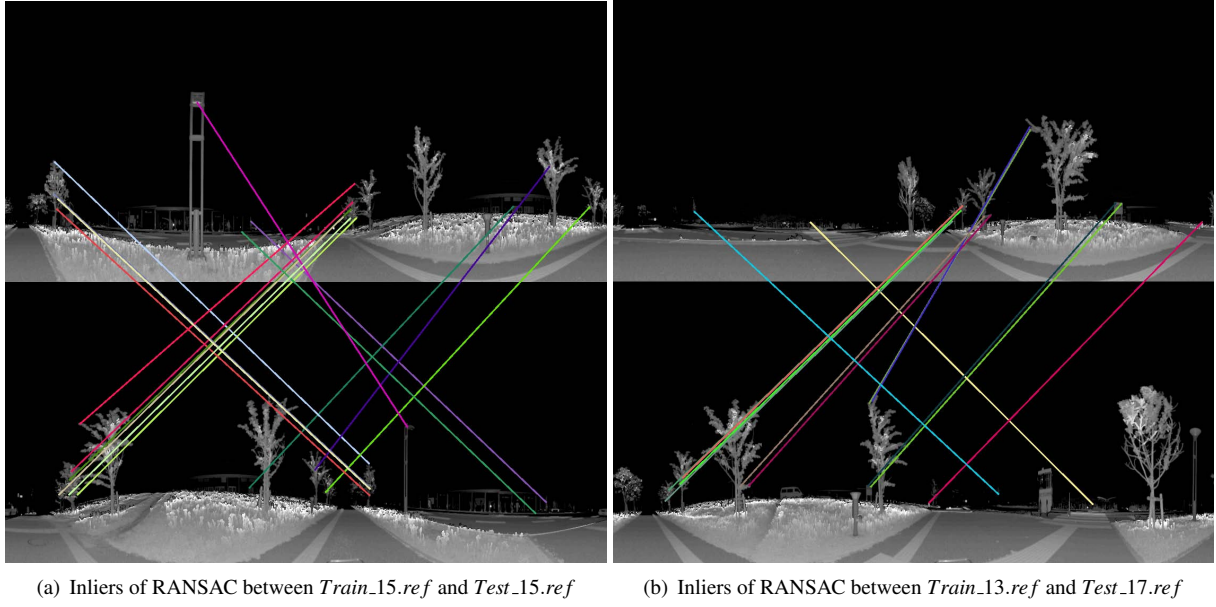 (a) Inliers of RANSAC between Train_15.ref and Test_15.ref
(b) Inliers of RANSAC between Train_13.ref and Test_17.ref